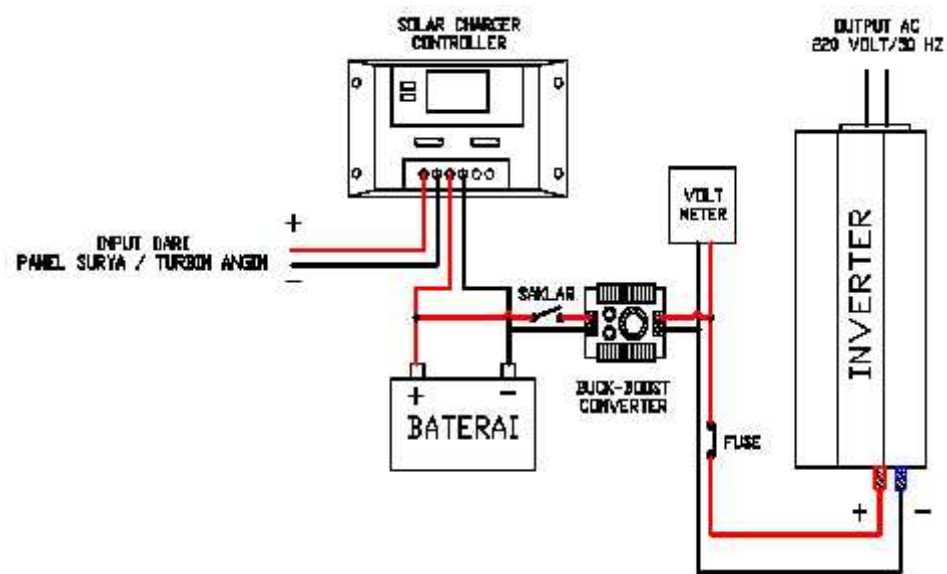 SOLAR CHARGER
CONTROLLER
OUTPUT AC
220 VOLT/50 HZ
VOLT
METER
+
INPUT DARI
PANEL SURYA / TURBIN ANGIN
−
SAKLAR
INVERTER
BUCK-BOOST
CONVERTER
+ −
BATERAI
FUSE
+ −